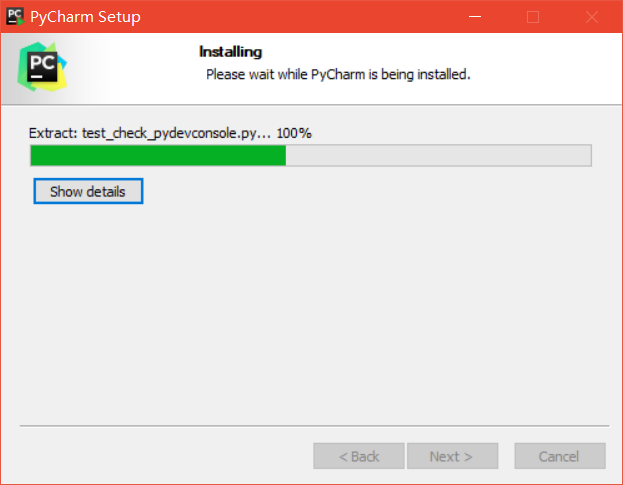 PC PyCharm Setup
PC
Installing
Please wait while PyCharm is being installed.
Extract: test_check_pydevconsole.py... 100%
Show details
< Back Next > Cancel